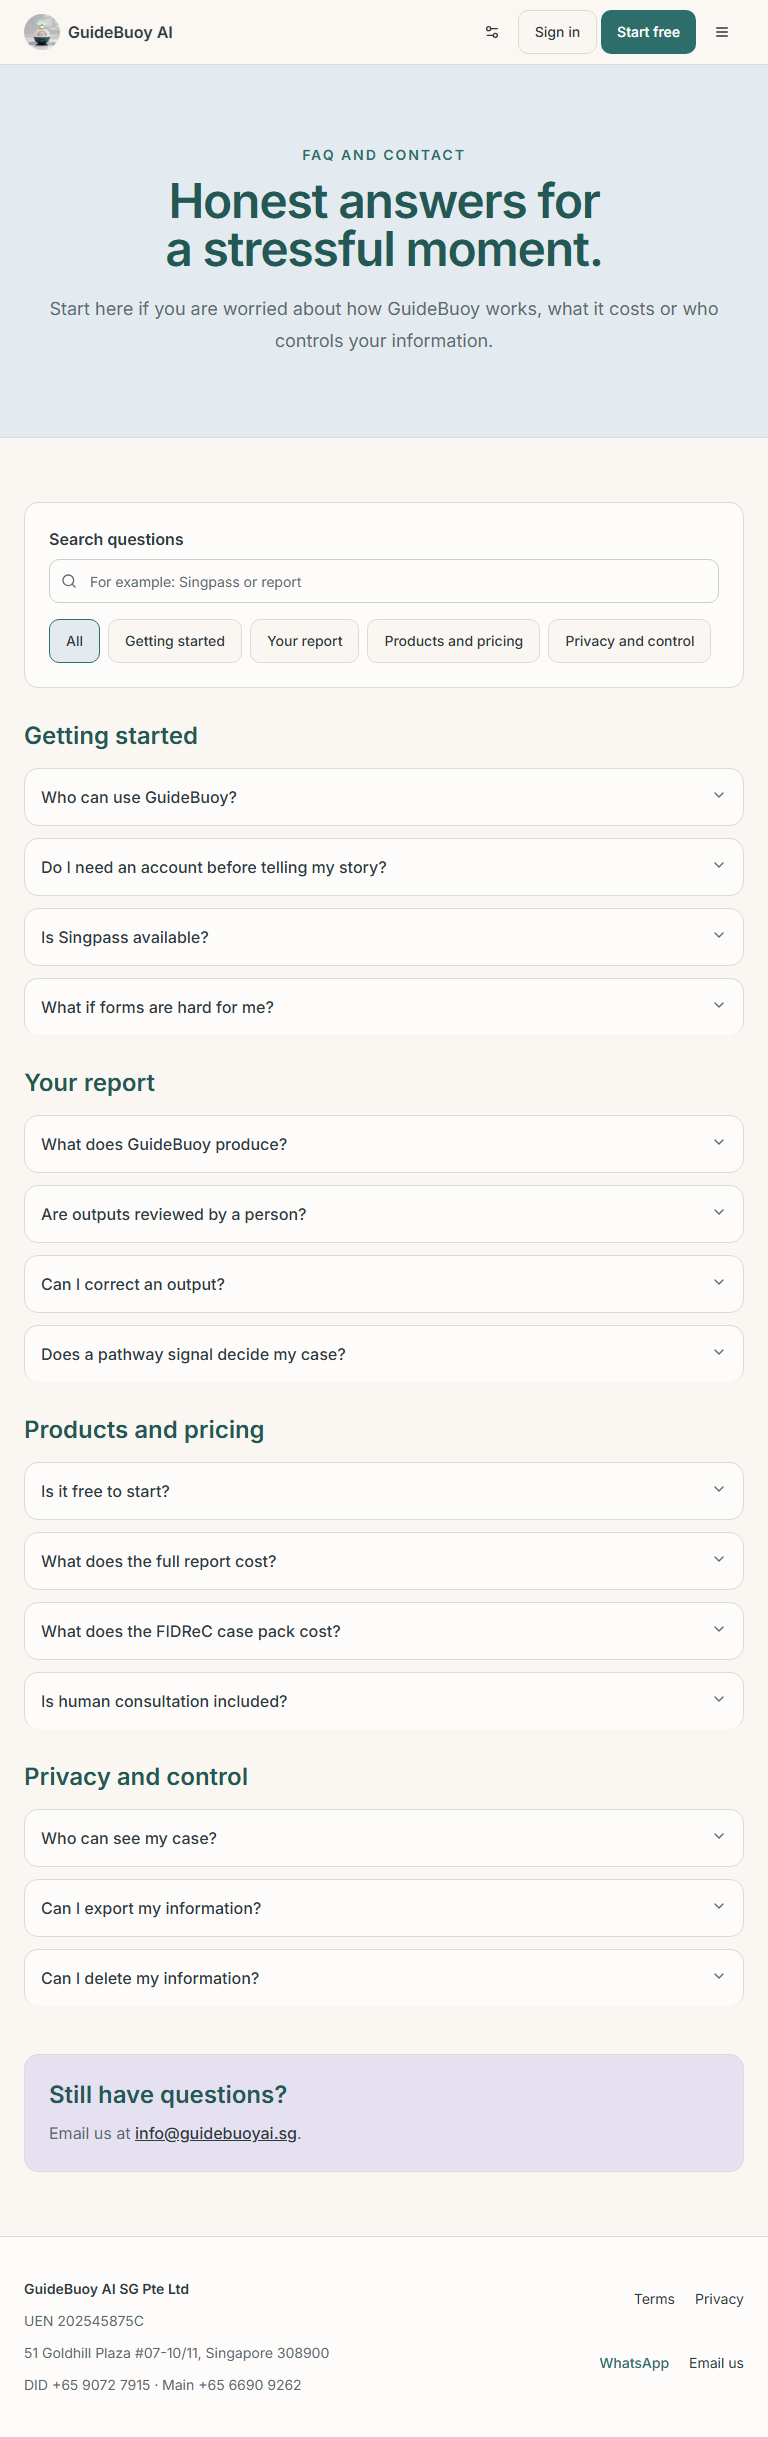 GuideBuoy AI
Sign in
Start free
FAQ AND CONTACT
Honest answers for
a stressful moment.
Start here if you are worried about how GuideBuoy works, what it costs or who
controls your information.
Search questions
For example: Singpass or report
All
Getting started
Your report
Products and pricing
Privacy and control
Getting started
Who can use GuideBuoy?
Do I need an account before telling my story?
Is Singpass available?
What if forms are hard for me?
Your report
What does GuideBuoy produce?
Are outputs reviewed by a person?
Can I correct an output?
Does a pathway signal decide my case?
Products and pricing
Is it free to start?
What does the full report cost?
What does the FIDReC case pack cost?
Is human consultation included?
Privacy and control
Who can see my case?
Can I export my information?
Can I delete my information?
Still have questions?
Email us at info@guidebuoyai.sg.
GuideBuoy AI SG Pte Ltd
UEN 202545875C
51 Goldhill Plaza #07-10/11, Singapore 308900
DID +65 9072 7915 · Main +65 6690 9262
Terms
Privacy
WhatsApp
Email us